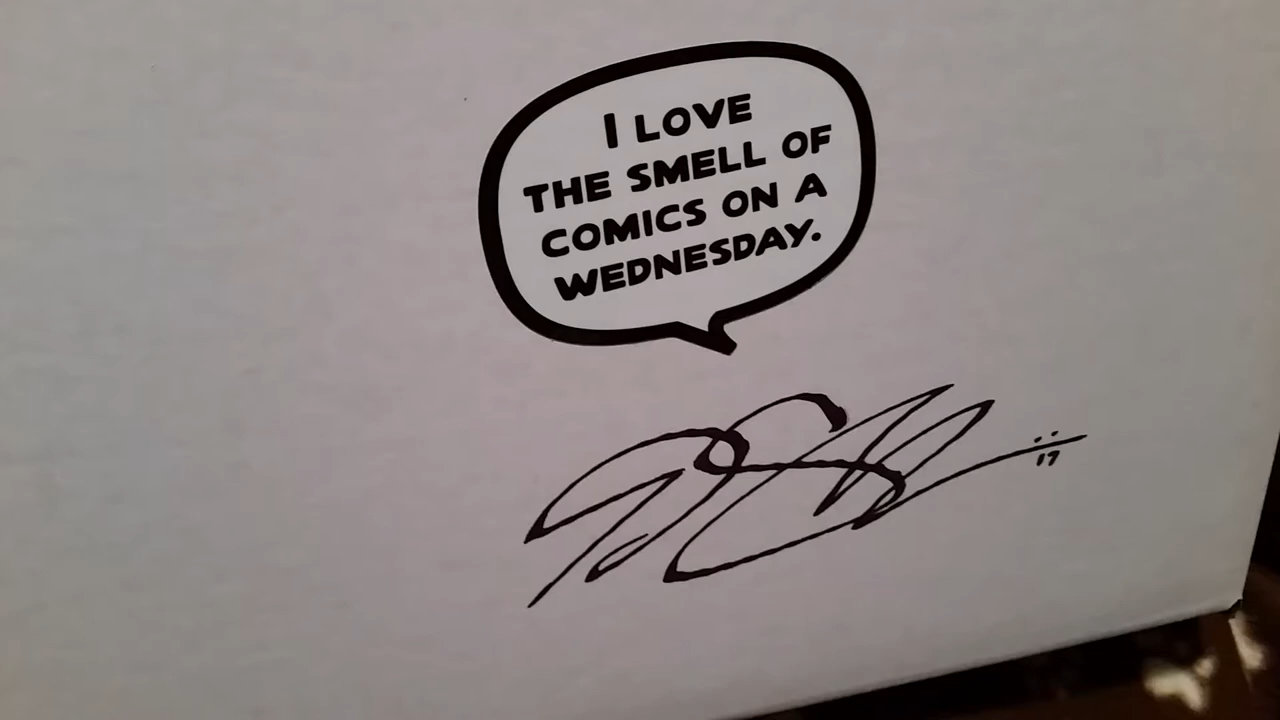 I LOVE
THE SMELL OF
COMICS ON A
WEDNESDAY.
17